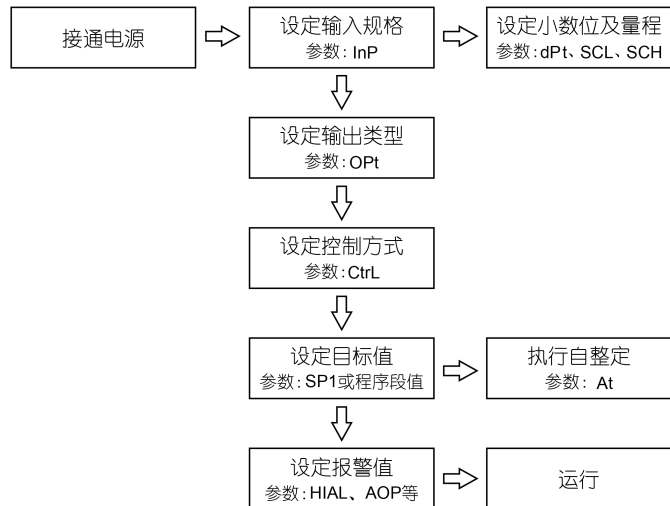 接通电源
设定输入规格
参数: InP
设定小数位及量程
参数: dPt、SCL、SCH
设定输出类型
参数: OPt
设定控制方式
参数: CtrL
设定目标值
参数: SP1或程序段值
执行自整定
参数: At
设定报警值
参数: HIAL、AOP等
运行